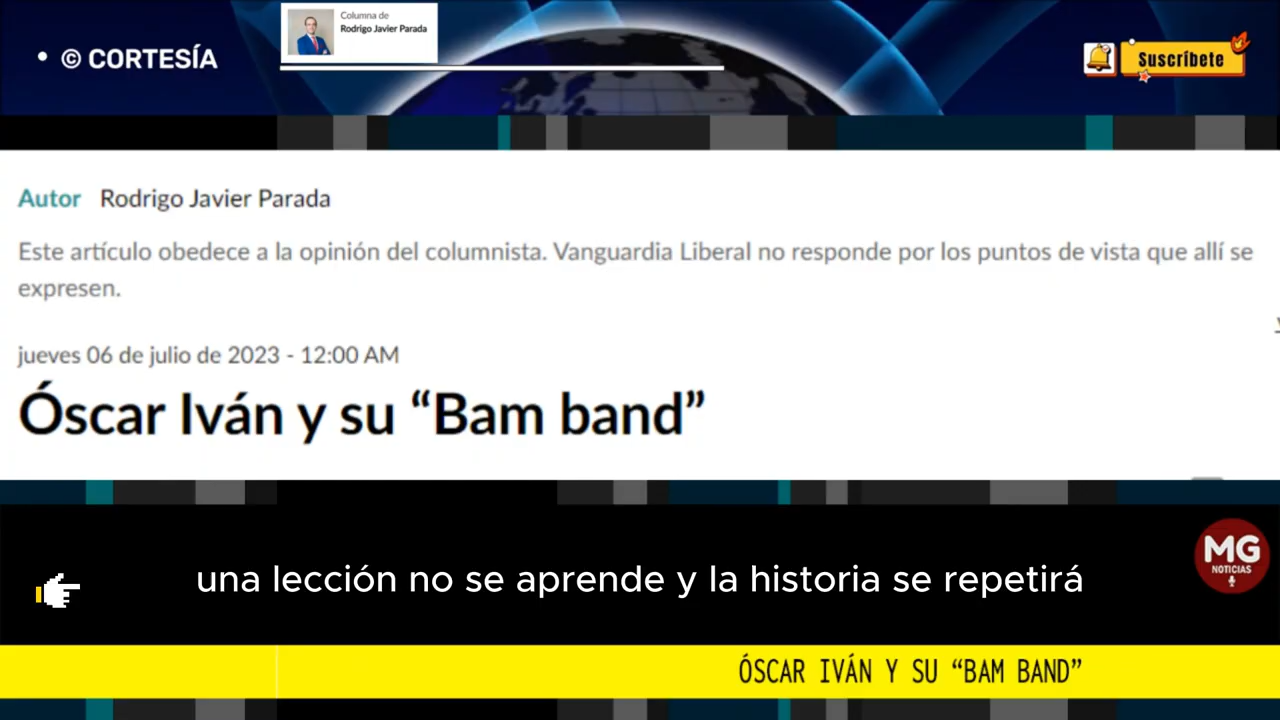 • © CORTESÍA
Columna de
Rodrigo Javier Parada
Suscríbete
Autor Rodrigo Javier Parada
Este artículo obedece a la opinión del columnista. Vanguardia Liberal no responde por los puntos de vista que allí se
expresen.
jueves 06 de julio de 2023 - 12:00 AM
Óscar Iván y su “Bam band”
una lección no se aprende y la historia se repetirá
MG
NOTICIAS
ÓSCAR IVÁN Y SU “BAM BAND”